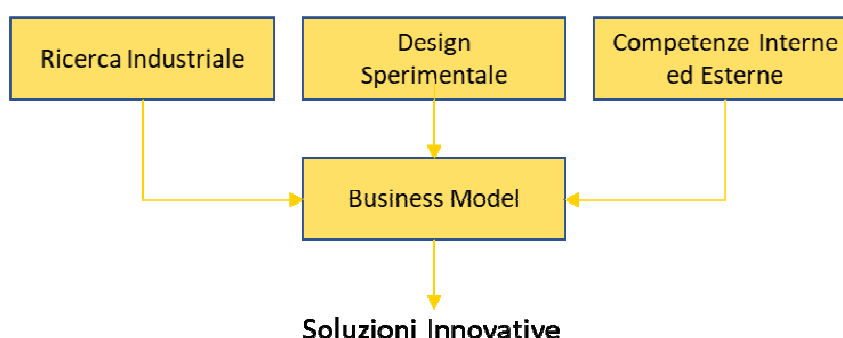 Ricerca Industriale
Design
Sperimentale
Competenze Interne
ed Esterne
Business Model
Soluzioni Innovative